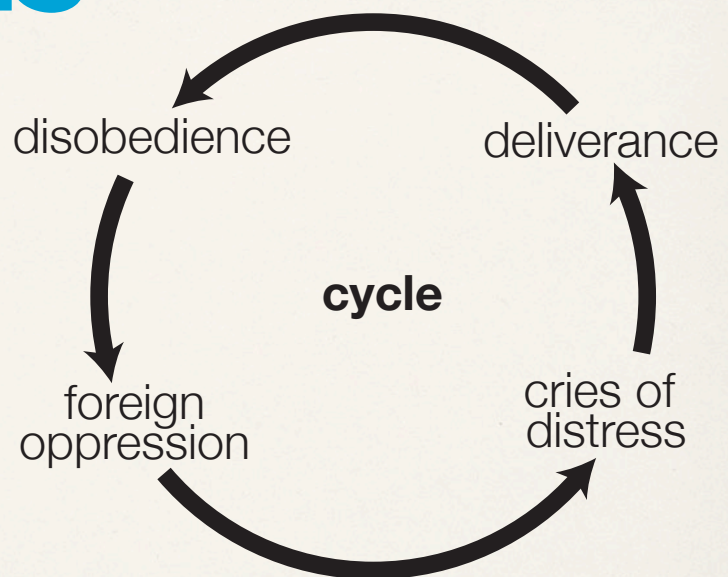 disobedience
deliverance
cycle
foreign
oppression
cries of
distress